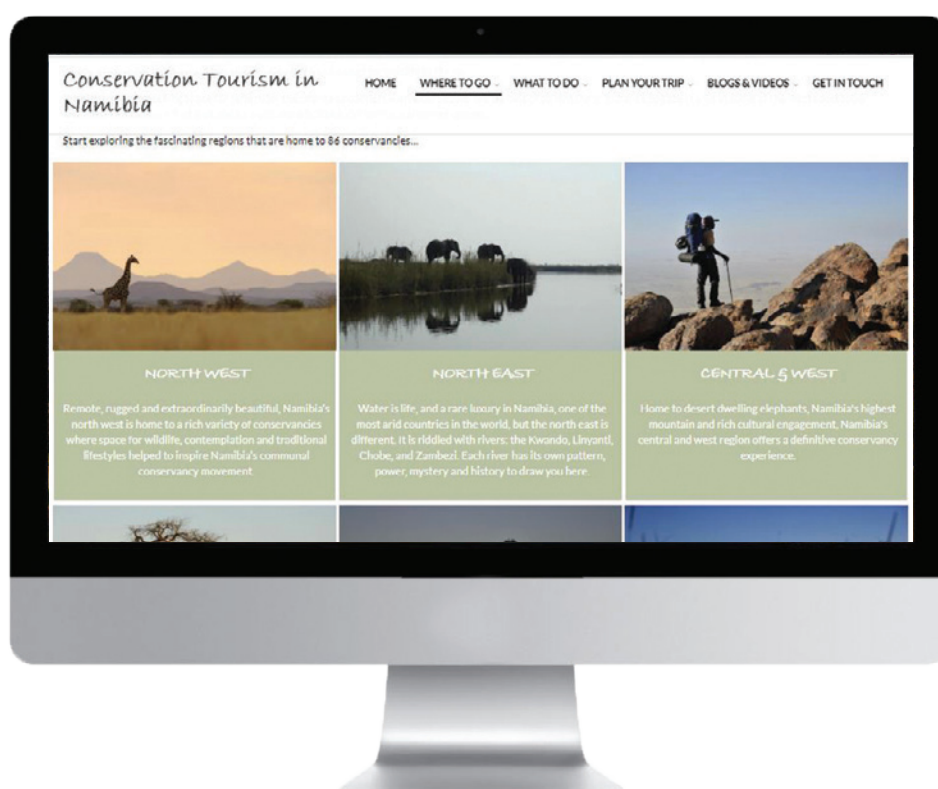 Conservation Tourism in
Namibia
HOME WHERE TO GO WHAT TO DO PLAN YOUR TRIP BLOGS & VIDEOS GET IN TOUCH
Start exploring the fascinating regions that are home to 86 conservancies...
NORTH WEST
Remote, rugged and extraordinarily beautiful, Namibia's
north west is home to a rich variety of conservancies
where space for wildlife, contemplation and traditional
lifestyles helped to inspire Namibia's communal
conservancy movement
NORTH EAST
Water is life, and a rare luxury in Namibia, one of the
most arid countries in the world, but the north east is
different. It is riddled with rivers: the Kwando, Linyanti,
Chobe, and Zambezi. Each river has its own pattern,
power, mystery and history to draw you here.
CENTRAL & WEST
Home to desert dwelling elephants, Namibia's highest
mountain and rich cultural engagement, Namibia's
central and west region offers a definitive conservancy
experience.